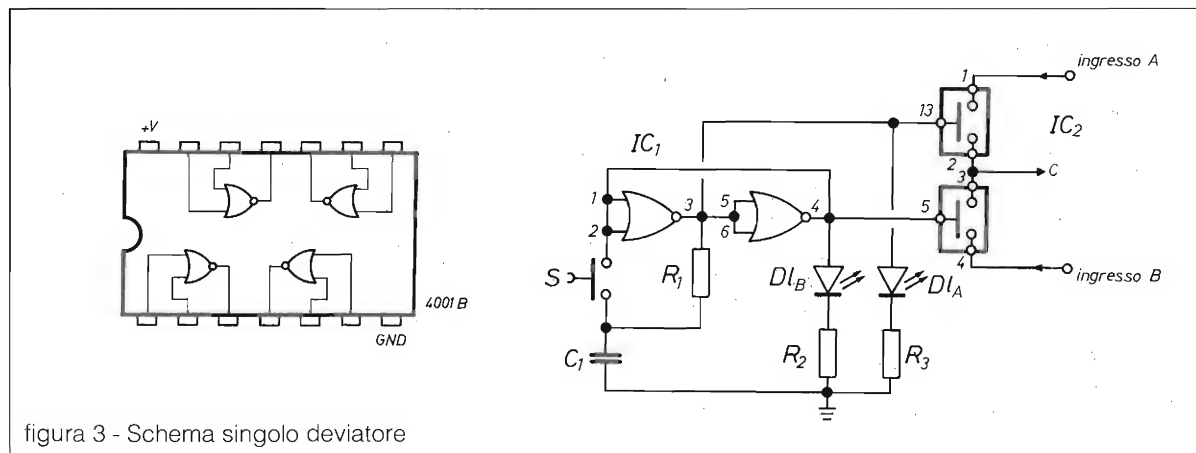 +V
4001 B
GND
IC1
1
2
3
5
6
4
S
R1
C1
DlB
DlA
R2
R3
13
1
2
3
5
4
IC2
ingresso A
C
ingresso B
figura 3 - Schema singolo deviatore